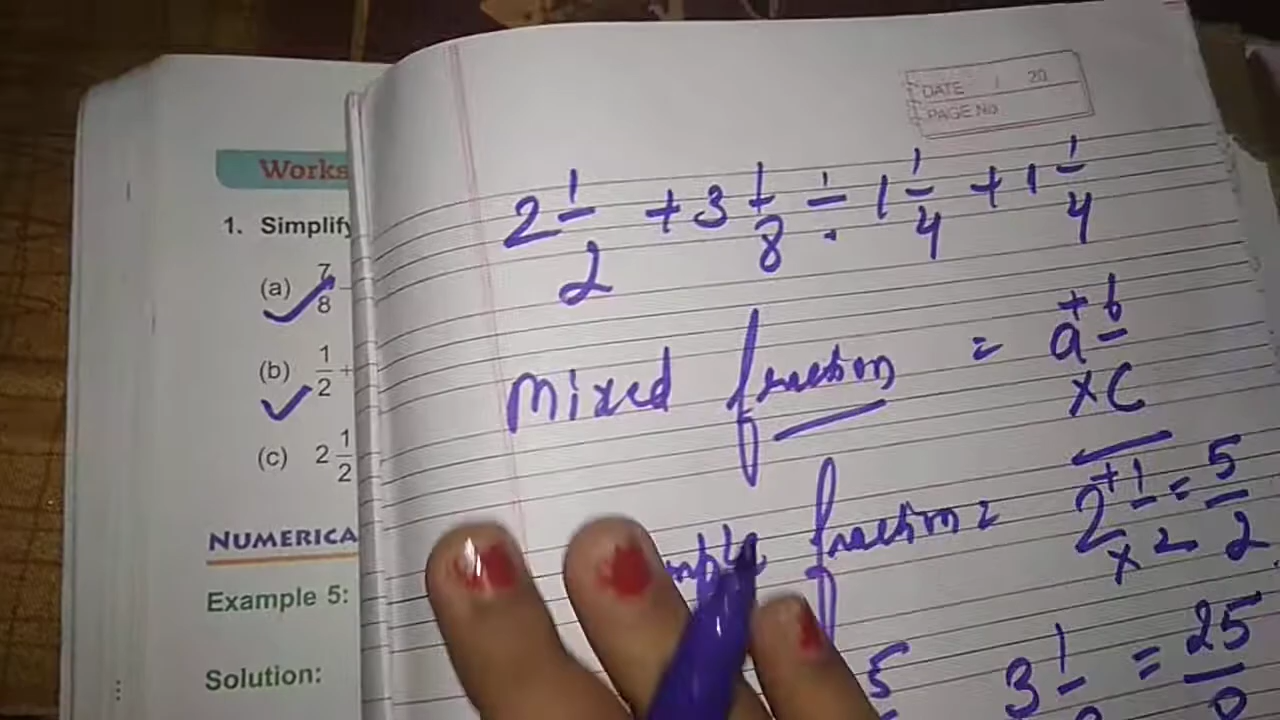 DATE / 20
PAGE No
Works
1. Simplify
(a) 7/8 -
(b) 1/2 +
(c) 2 1/2
NUMERICA
Example 5:
Solution:
2 1/2 + 3 1/8 ÷ 1 1/4 + 1 1/4
Mixed fraction = a + b × c
fraction = 2 + 1 × 2 = 5/2
5
3 1 = 25